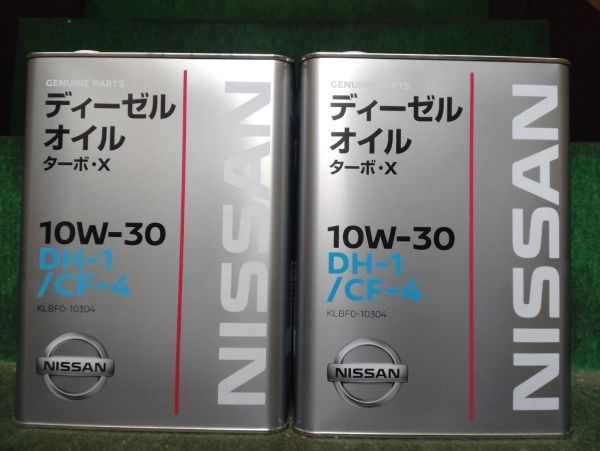 GENUINE PARTS
ディーゼル
オイル
ターボ・X
10W-30
DH-1
/CF-4
KLBF0-10304
NISSAN
NISSAN
GENUINE PARTS
ディーゼル
オイル
ターボ・X
10W-30
DH-1
/CF-4
KLBF0-10304
NISSAN
NISSAN